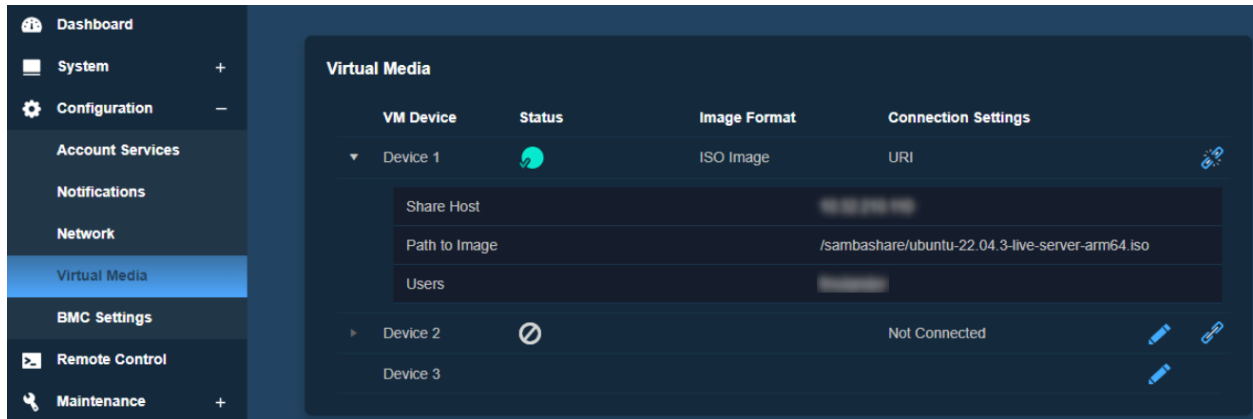 Dashboard
System +
Configuration –
Account Services
Notifications
Network
Virtual Media
BMC Settings
Remote Control
Maintenance +
Virtual Media
VM Device Status Image Format Connection Settings
Device 1 ISO Image URI
Share Host
Path to Image /sambashare/ubuntu-22.04.3-live-server-arm64.iso
Users
Device 2 Not Connected
Device 3